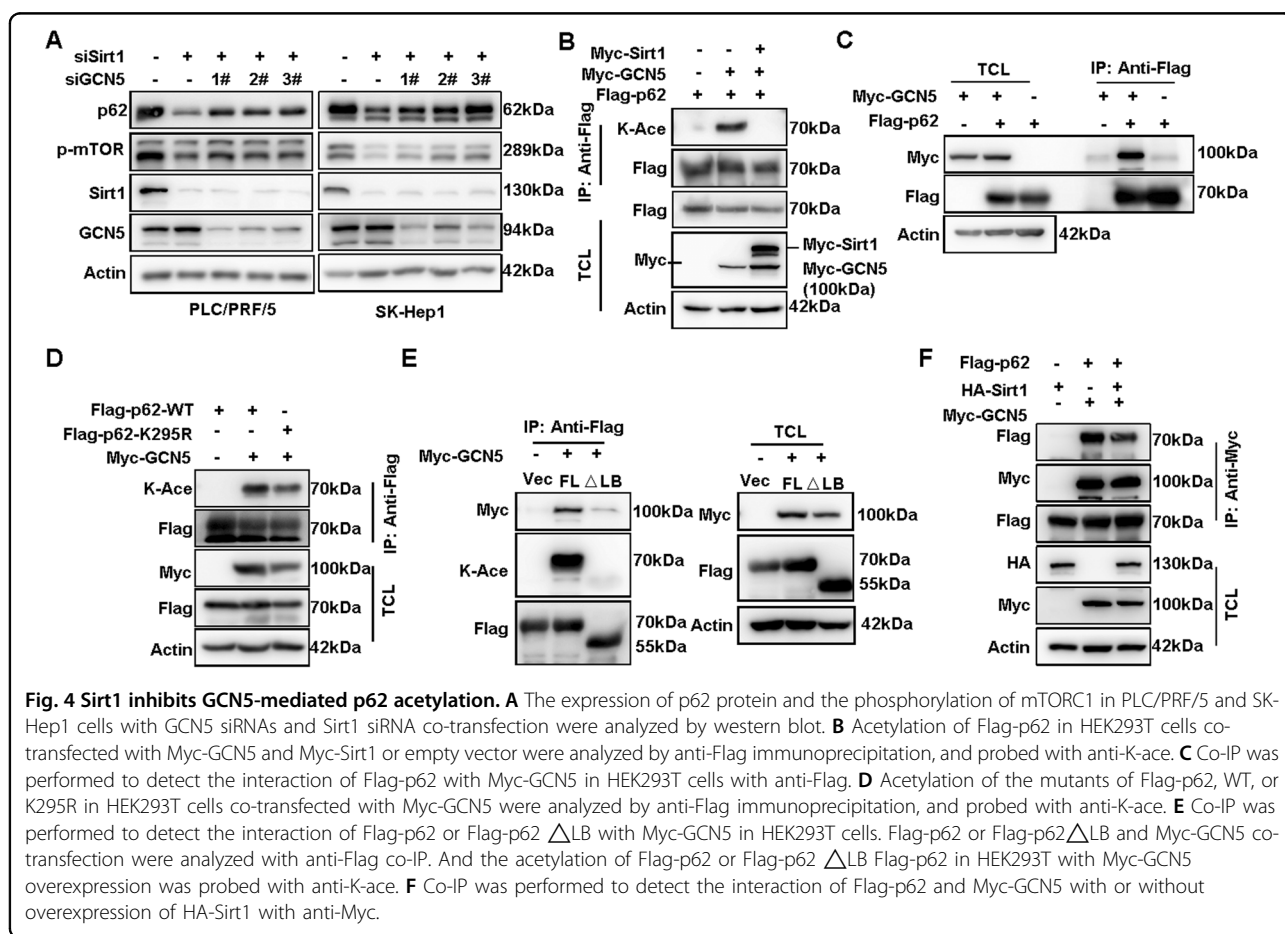 A
siSirt1 - + + + + - + + + +
siGCN5 - - 1# 2# 3# - - 1# 2# 3#
p62 62kDa
p-mTOR 289kDa
Sirt1 130kDa
GCN5 94kDa
Actin 42kDa
PLC/PRF/5 SK-Hep1
B
Myc-Sirt1 - - +
Myc-GCN5 - + +
Flag-p62 + + +
IP: Anti-Flag
K-Ace 70kDa
Flag 70kDa
TCL
Flag 70kDa
Myc Myc-Sirt1
Myc-GCN5
(100kDa)
Actin 42kDa
C
TCL IP: Anti-Flag
Myc-GCN5 + + - + + -
Flag-p62 - + + - + +
Myc 100kDa
Flag 70kDa
Actin 42kDa
D
Flag-p62-WT + + -
Flag-p62-K295R - - +
Myc-GCN5 - + +
K-Ace 70kDa
Flag 70kDa
IP: Anti-Flag
Myc 100kDa
Flag 70kDa
Actin 42kDa
TCL
E
IP: Anti-Flag
Myc-GCN5 - + +
Vec FL △LB
Myc 100kDa
K-Ace 70kDa
Flag 70kDa
55kDa
TCL
- + +
Vec FL △LB
Myc 100kDa
Flag 70kDa
55kDa
Actin 42kDa
F
Flag-p62 - + +
HA-Sirt1 + - +
Myc-GCN5 - + +
Flag 70kDa
Myc 100kDa
Flag 70kDa
IP: Anti-Myc
HA 130kDa
Myc 100kDa
Actin 42kDa
TCL
Fig. 4 Sirt1 inhibits GCN5-mediated p62 acetylation. A The expression of p62 protein and the phosphorylation of mTORC1 in PLC/PRF/5 and SK-
Hep1 cells with GCN5 siRNAs and Sirt1 siRNA co-transfection were analyzed by western blot. B Acetylation of Flag-p62 in HEK293T cells co-
transfected with Myc-GCN5 and Myc-Sirt1 or empty vector were analyzed by anti-Flag immunoprecipitation, and probed with anti-K-ace. C Co-IP was
performed to detect the interaction of Flag-p62 with Myc-GCN5 in HEK293T cells with anti-Flag. D Acetylation of the mutants of Flag-p62, WT, or
K295R in HEK293T cells co-transfected with Myc-GCN5 were analyzed by anti-Flag immunoprecipitation, and probed with anti-K-ace. E Co-IP was
performed to detect the interaction of Flag-p62 or Flag-p62 △LB with Myc-GCN5 in HEK293T cells. Flag-p62 or Flag-p62△LB and Myc-GCN5 co-
transfection were analyzed with anti-Flag co-IP. And the acetylation of Flag-p62 or Flag-p62 △LB Flag-p62 in HEK293T with Myc-GCN5
overexpression was probed with anti-K-ace. F Co-IP was performed to detect the interaction of Flag-p62 and Myc-GCN5 with or without
overexpression of HA-Sirt1 with anti-Myc.